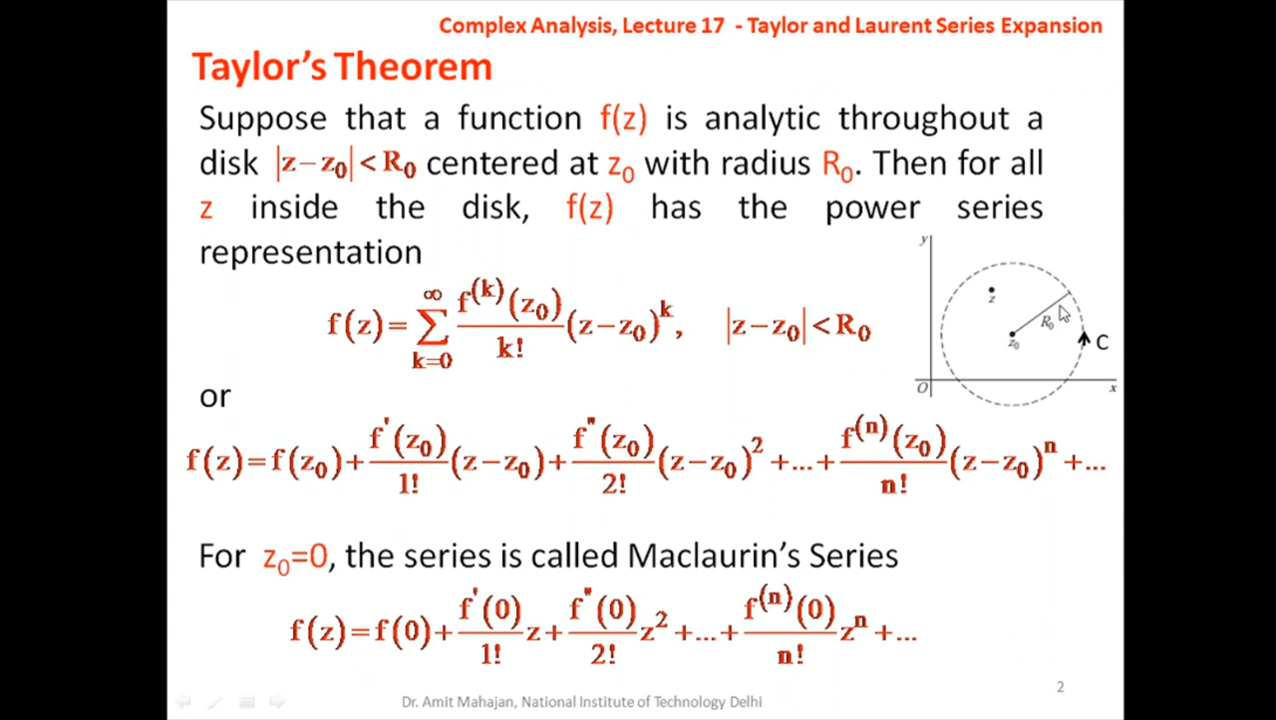 Complex Analysis, Lecture 17 - Taylor and Laurent Series Expansion
Taylor's Theorem
Suppose that a function f(z) is analytic throughout a
disk |z−z₀|<R₀ centered at z₀ with radius R₀. Then for all
z inside the disk, f(z) has the power series
representation
f(z)=∑_{k=0}^{∞} f^(k)(z₀)/k! (z−z₀)^k, |z−z₀|<R₀
y
z
R₀
z₀
C
O
x
or
f(z)=f(z₀)+f'(z₀)/1! (z−z₀)+f''(z₀)/2! (z−z₀)²+...+f^(n)(z₀)/n! (z−z₀)^n+...
For z₀=0, the series is called Maclaurin's Series
f(z)=f(0)+f'(0)/1! z+f''(0)/2! z²+...+f^(n)(0)/n! z^n+...
2
Dr. Amit Mahajan, National Institute of Technology Delhi